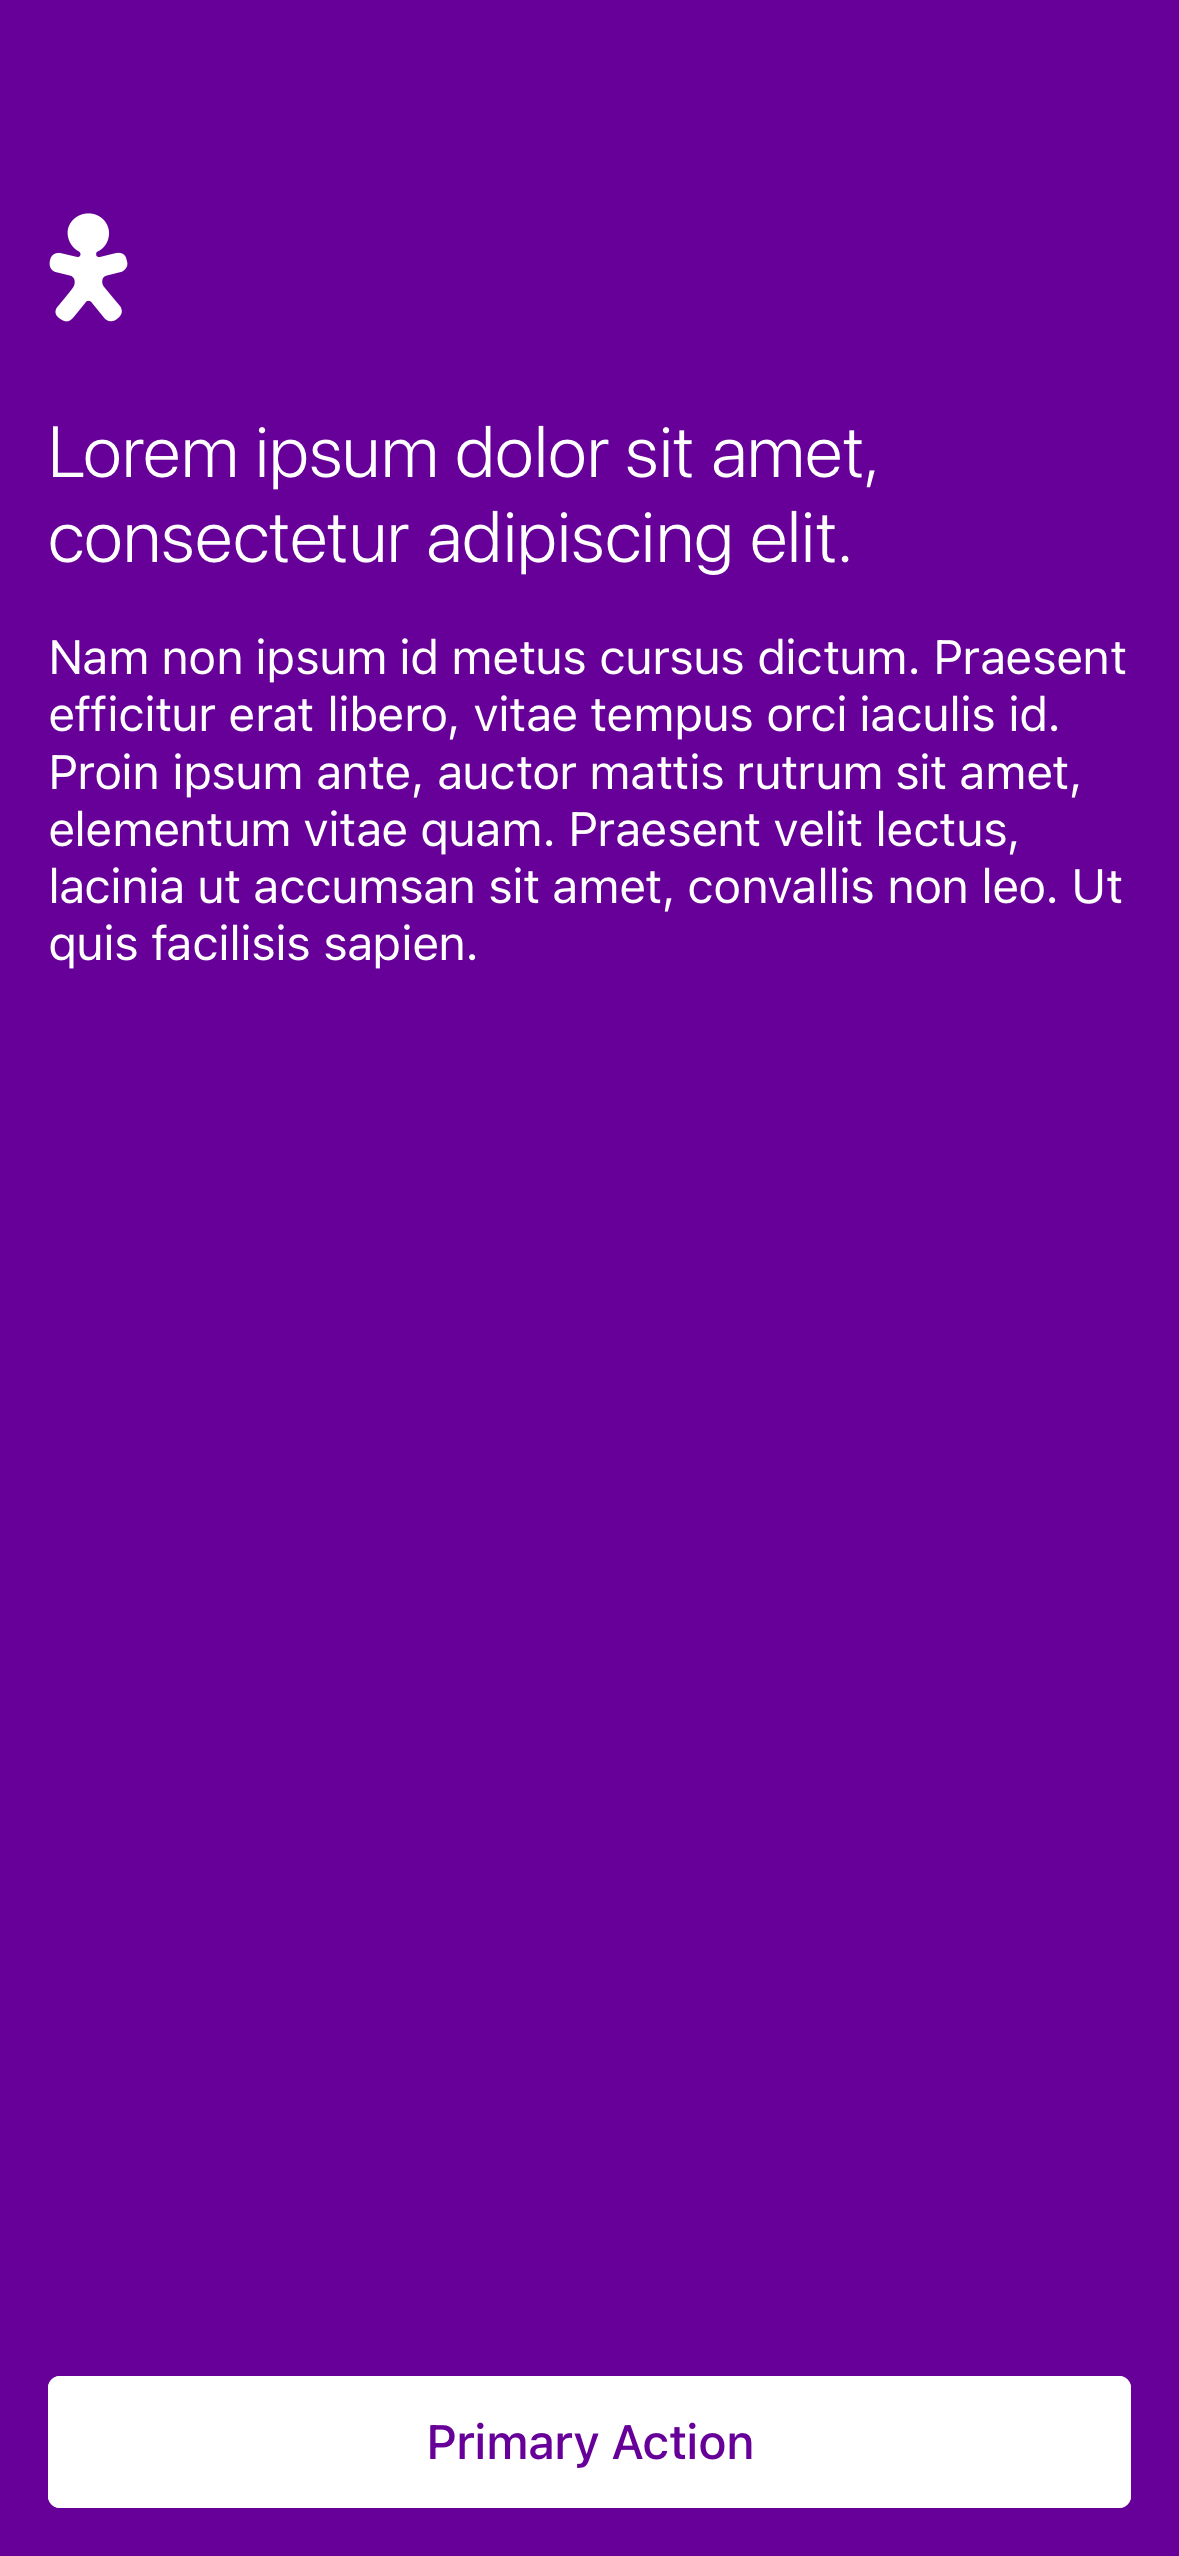 Lorem ipsum dolor sit amet,
consectetur adipiscing elit.
Nam non ipsum id metus cursus dictum. Praesent
efficitur erat libero, vitae tempus orci iaculis id.
Proin ipsum ante, auctor mattis rutrum sit amet,
elementum vitae quam. Praesent velit lectus,
lacinia ut accumsan sit amet, convallis non leo. Ut
quis facilisis sapien.
Primary Action